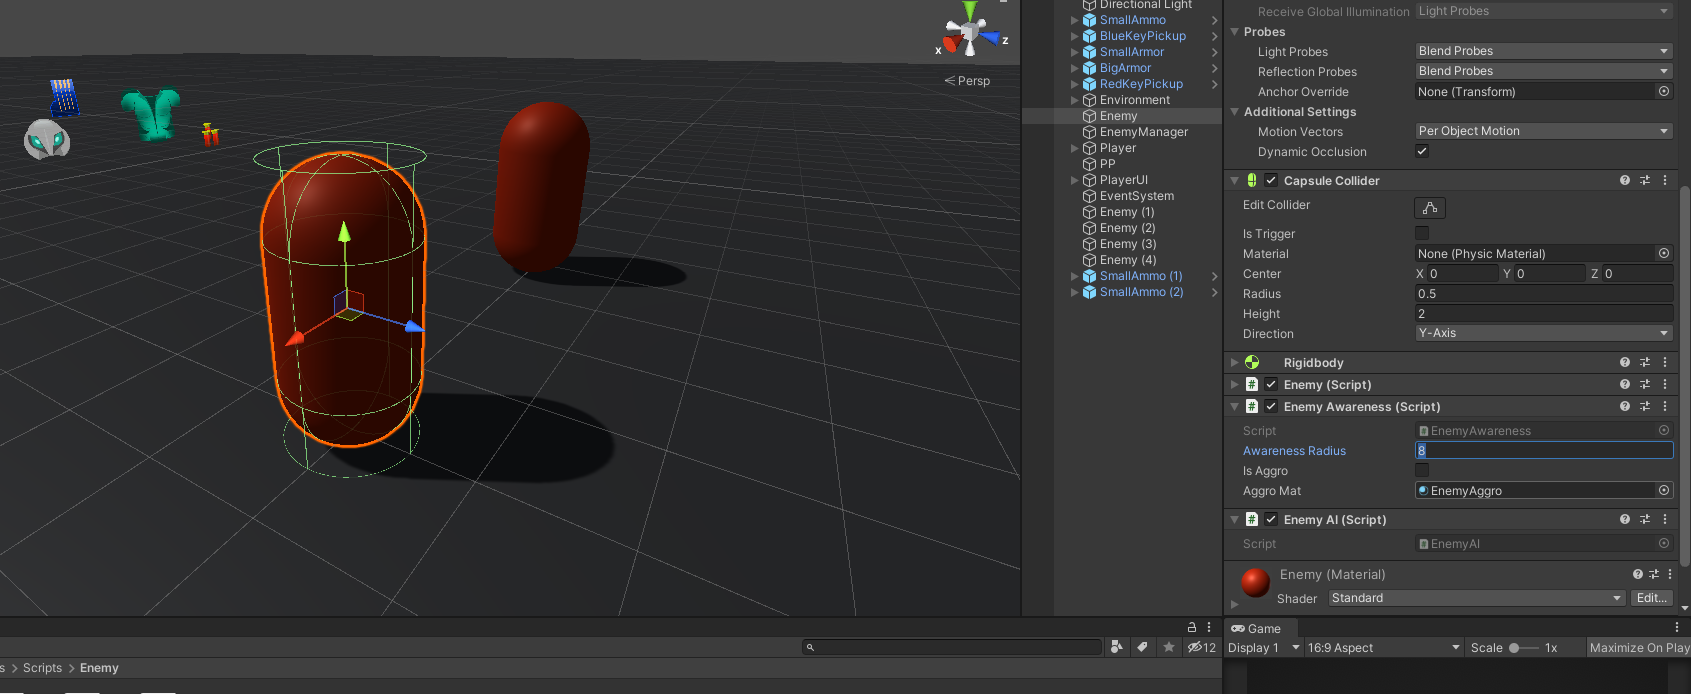 x
z
Persp
Directional Light
SmallAmmo
BlueKeyPickup
SmallArmor
BigArmor
RedKeyPickup
Environment
Enemy
EnemyManager
Player
PP
PlayerUI
EventSystem
Enemy (1)
Enemy (2)
Enemy (3)
Enemy (4)
SmallAmmo (1)
SmallAmmo (2)
Receive Global Illumination Light Probes
Probes
Light Probes Blend Probes
Reflection Probes Blend Probes
Anchor Override None (Transform)
Additional Settings
Motion Vectors Per Object Motion
Dynamic Occlusion
Capsule Collider
Edit Collider
Is Trigger
Material None (Physic Material)
Center X 0 Y 0 Z 0
Radius 0.5
Height 2
Direction Y-Axis
Rigidbody
# Enemy (Script)
# Enemy Awareness (Script)
Script EnemyAwareness
Awareness Radius 8
Is Aggro
Aggro Mat EnemyAggro
# Enemy AI (Script)
Script EnemyAI
Enemy (Material)
Shader Standard Edit...
12
s > Scripts > Enemy
Game
Display 1 16:9 Aspect Scale 1x Maximize On Play